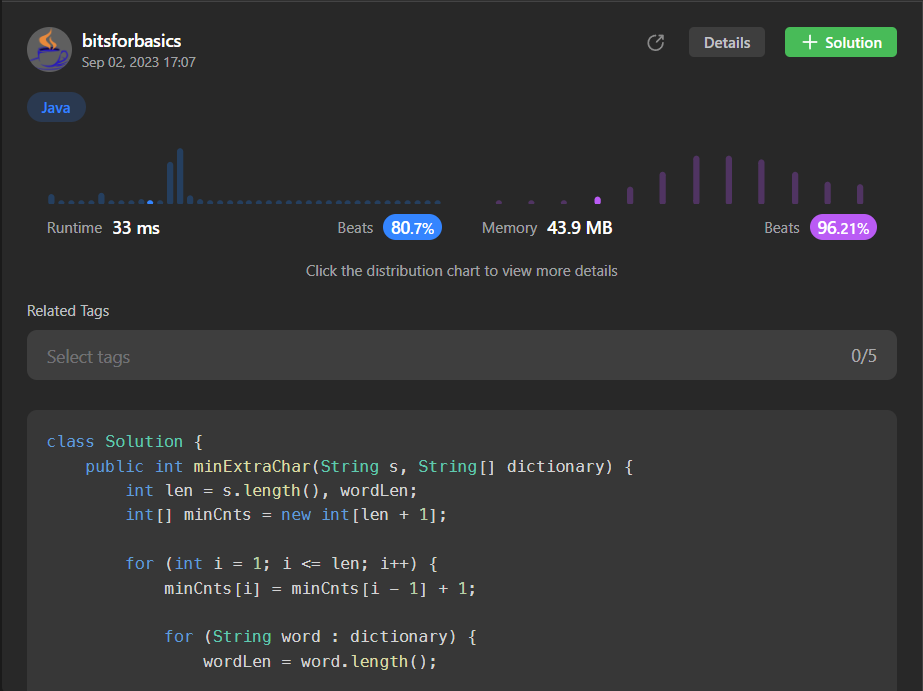 bitsforbasics
Sep 02, 2023 17:07
Details
+ Solution
Java
Runtime 33 ms Beats 80.7% Memory 43.9 MB Beats 96.21%
Click the distribution chart to view more details
Related Tags
Select tags 0/5
class Solution {
    public int minExtraChar(String s, String[] dictionary) {
        int len = s.length(), wordLen;
        int[] minCnts = new int[len + 1];
        for (int i = 1; i <= len; i++) {
            minCnts[i] = minCnts[i - 1] + 1;
            for (String word : dictionary) {
                wordLen = word.length();